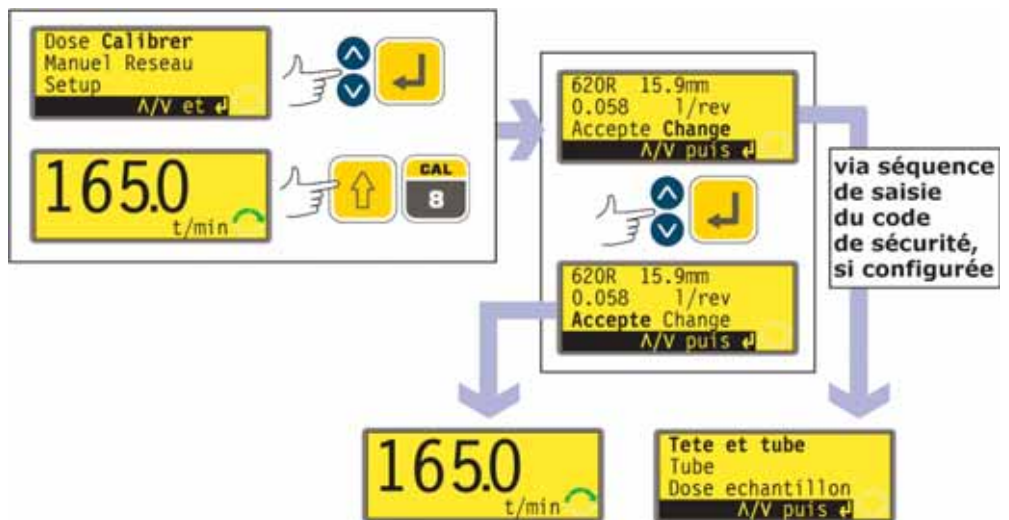 Dose Calibrer
Manuel Reseau
Setup
Λ/V et ↲
165.0
t/min
CAL
8
620R 15.9mm
0.058 l/rev
Accepte Change
Λ/V puis ↲
620R 15.9mm
0.058 l/rev
Accepte Change
Λ/V puis ↲
via séquence
de saisie
du code
de sécurité,
si configurée
165.0
t/min
Tete et tube
Tube
Dose echantillon
Λ/V puis ↲